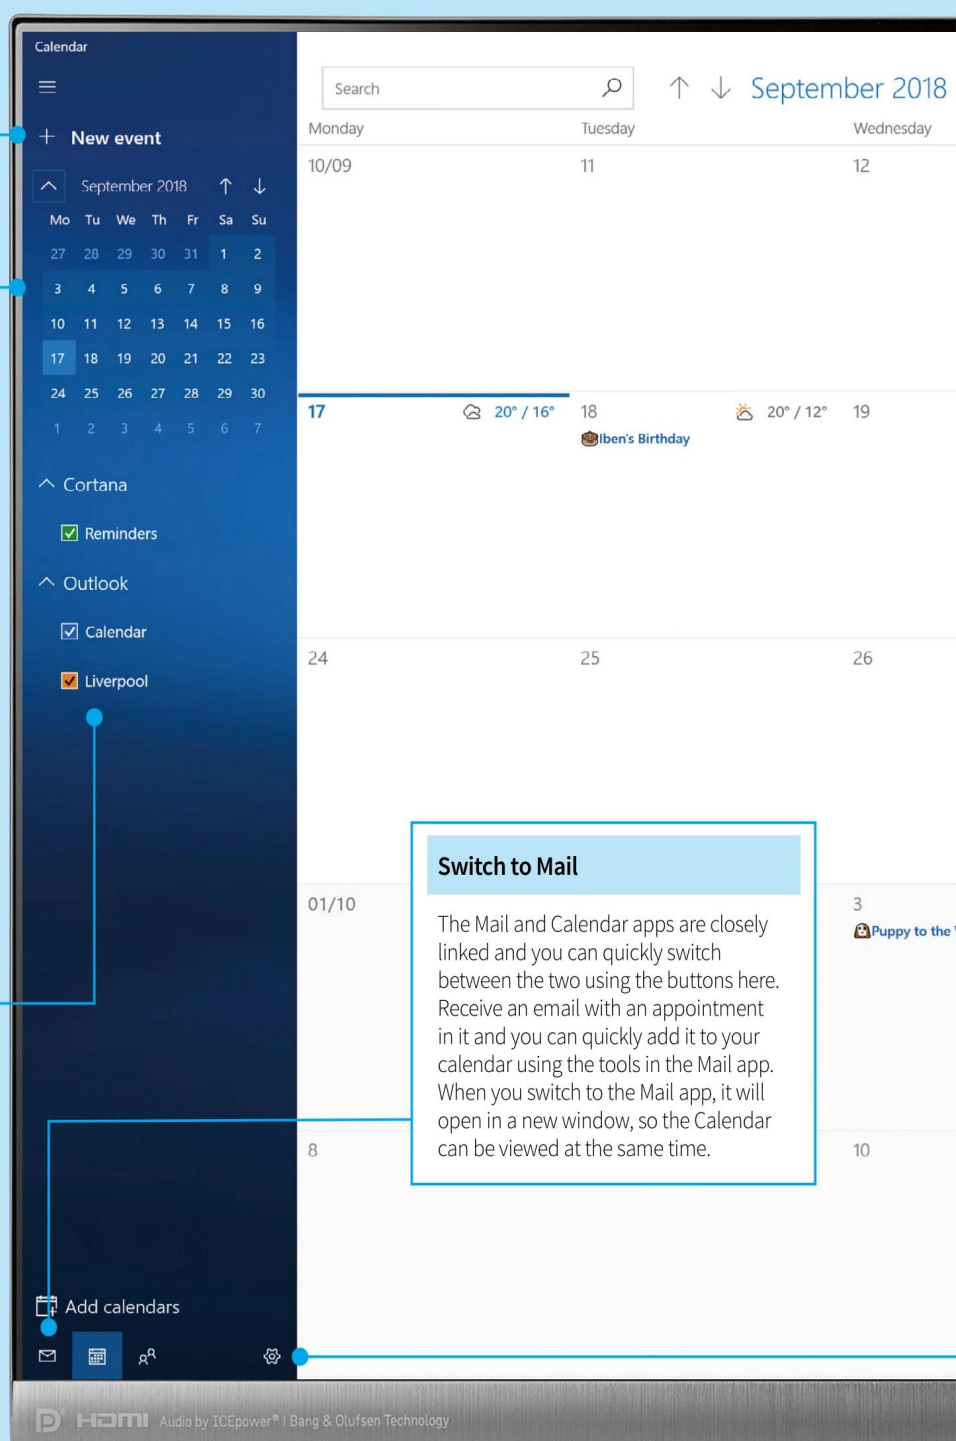 Calendar
New event
September 2018
Mo Tu We Th Fr Sa Su
27 28 29 30 31 1 2
3 4 5 6 7 8 9
10 11 12 13 14 15 16
17 18 19 20 21 22 23
24 25 26 27 28 29 30
1 2 3 4 5 6 7
Cortana
Reminders
Outlook
Calendar
Liverpool
Add calendars
Search
September 2018
Monday Tuesday Wednesday
10/09 11 12
17 20° / 16° 18 20° / 12° 19
Iben's Birthday
24 25 26
01/10 3
Puppy to the
8 10
Switch to Mail
The Mail and Calendar apps are closely
linked and you can quickly switch
between the two using the buttons here.
Receive an email with an appointment
in it and you can quickly add it to your
calendar using the tools in the Mail app.
When you switch to the Mail app, it will
open in a new window, so the Calendar
can be viewed at the same time.
HDMI Audio by ICEpower® | Bang & Olufsen Technology